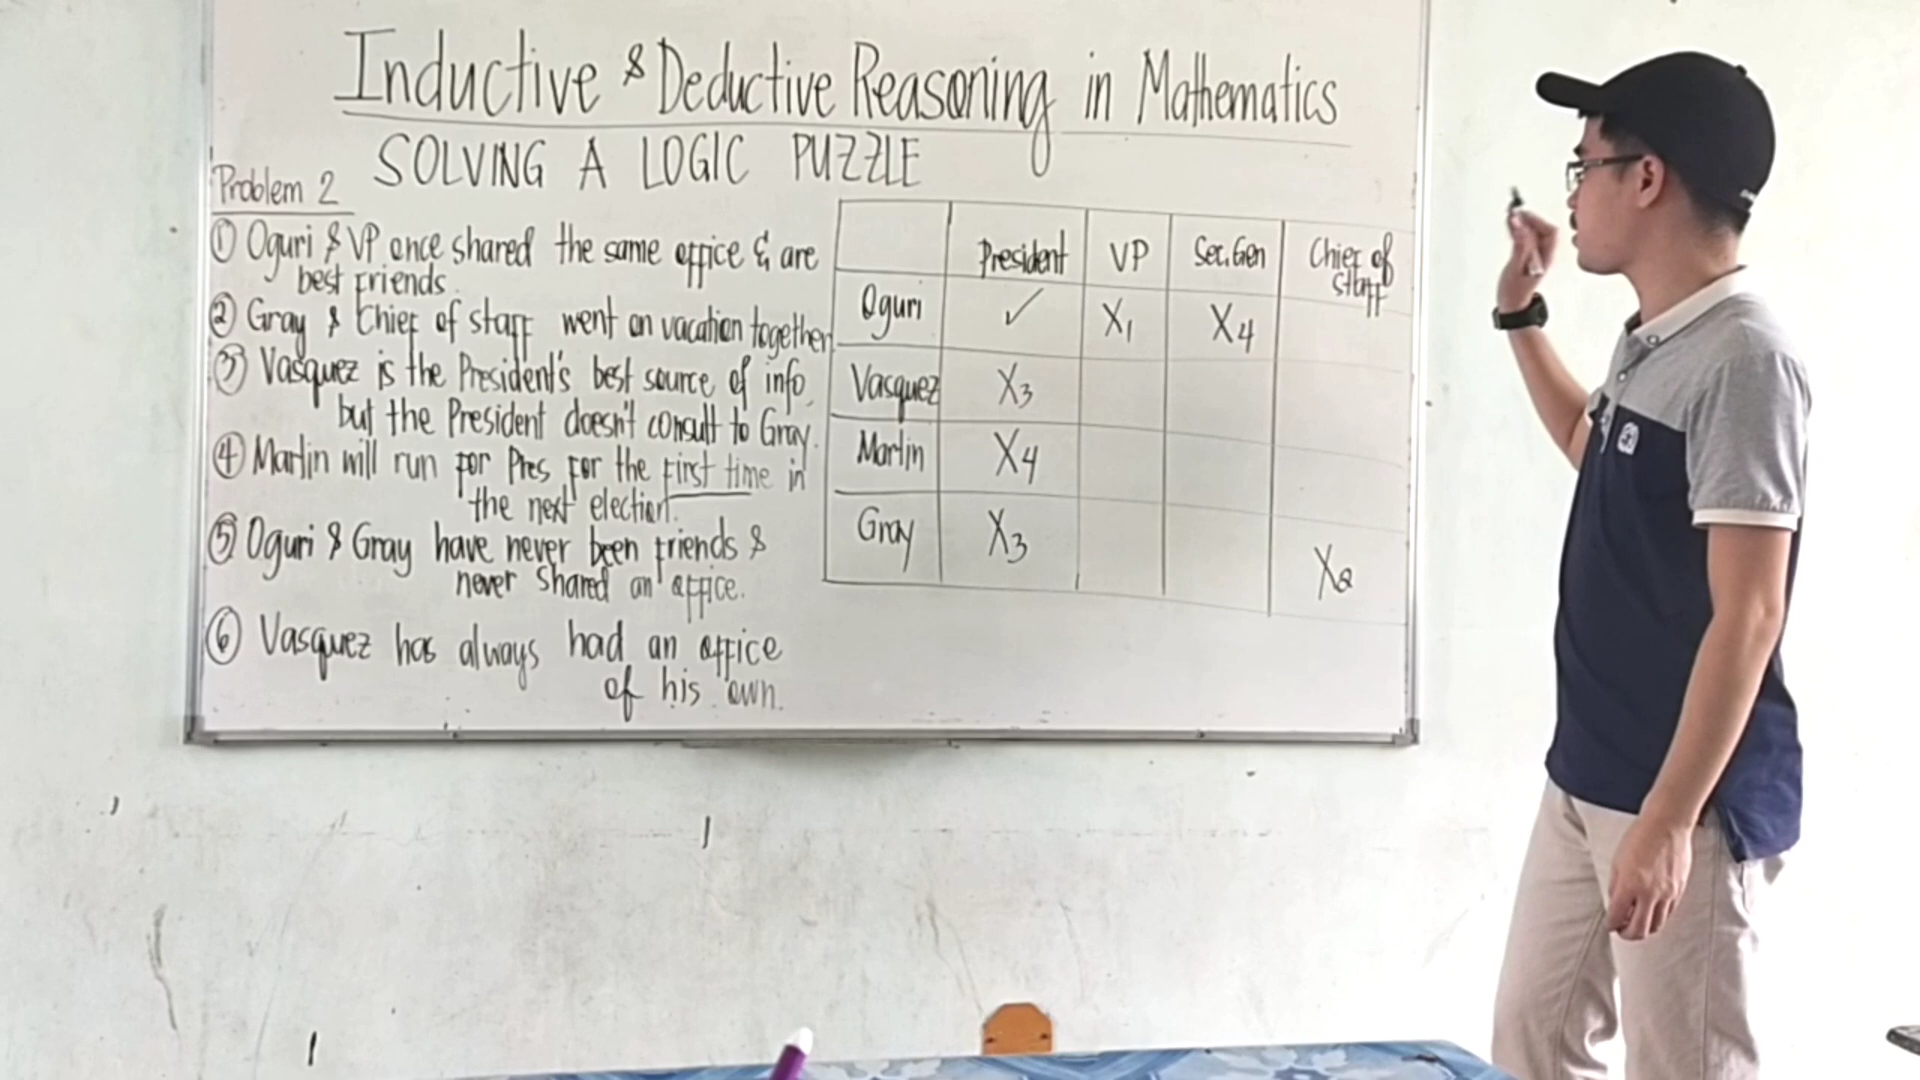 Inductive & Deductive Reasoning in Mathematics
SOLVING A LOGIC PUZZLE
Problem 2
① Oguri & VP once shared the same office & are
best friends.
② Gray & Chief of staff went on vacation together.
③ Vasquez is the President's best source of info,
but the President doesn't consult to Gray.
④ Martin will run for Pres for the first time in
the next election.
⑤ Oguri & Gray have never been friends &
never shared an office.
⑥ Vasquez has always had an office
of his own.
President VP Sec. Gen Chief of
Staff
Oguri ✓ X1 X4
Vasquez X3
Martin X4
Gray X3 X2